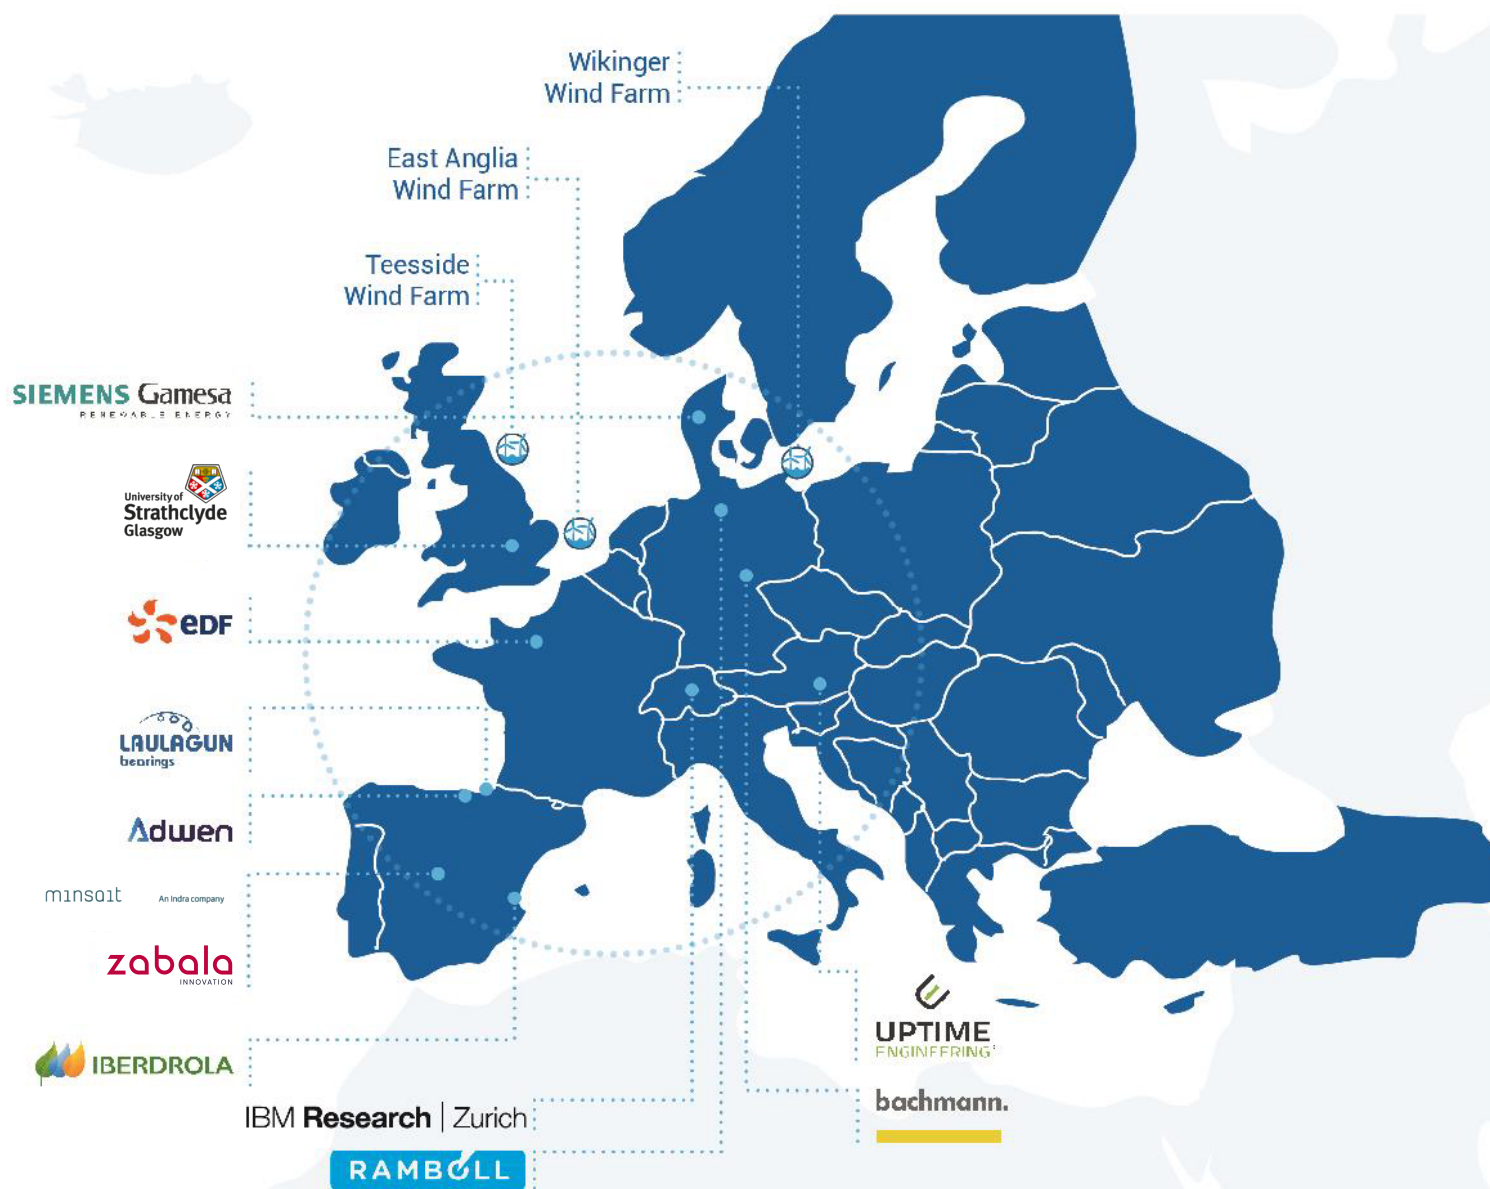 Wikinger
Wind Farm
East Anglia
Wind Farm
Teesside
Wind Farm
SIEMENS Gamesa
RENEWABLE ENERGY
University of
Strathclyde
Glasgow
eDF
LAULAGUN
bearings
Adwen
minsait An Indra company
zabala
INNOVATION
IBERDROLA
UPTIME
ENGINEERING
bachmann.
IBM Research | Zurich
RAMBOLL